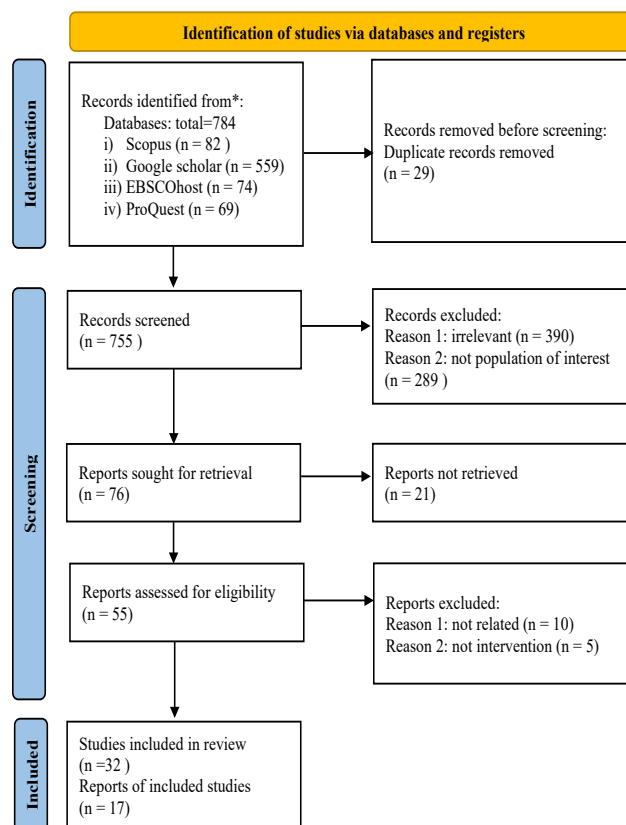 Identification of studies via databases and registers
Identification
Records identified from*:
Databases: total=784
i) Scopus (n = 82 )
ii) Google scholar (n = 559)
iii) EBSCOhost (n = 74)
iv) ProQuest (n = 69)
Records removed before screening:
Duplicate records removed
(n = 29)
Screening
Records screened
(n = 755 )
Records excluded:
Reason 1: irrelevant (n = 390)
Reason 2: not population of interest
(n = 289 )
Reports sought for retrieval
(n = 76)
Reports not retrieved
(n = 21)
Reports assessed for eligibility
(n = 55)
Reports excluded:
Reason 1: not related (n = 10)
Reason 2: not intervention (n = 5)
Included
Studies included in review
(n =32 )
Reports of included studies
(n = 17)